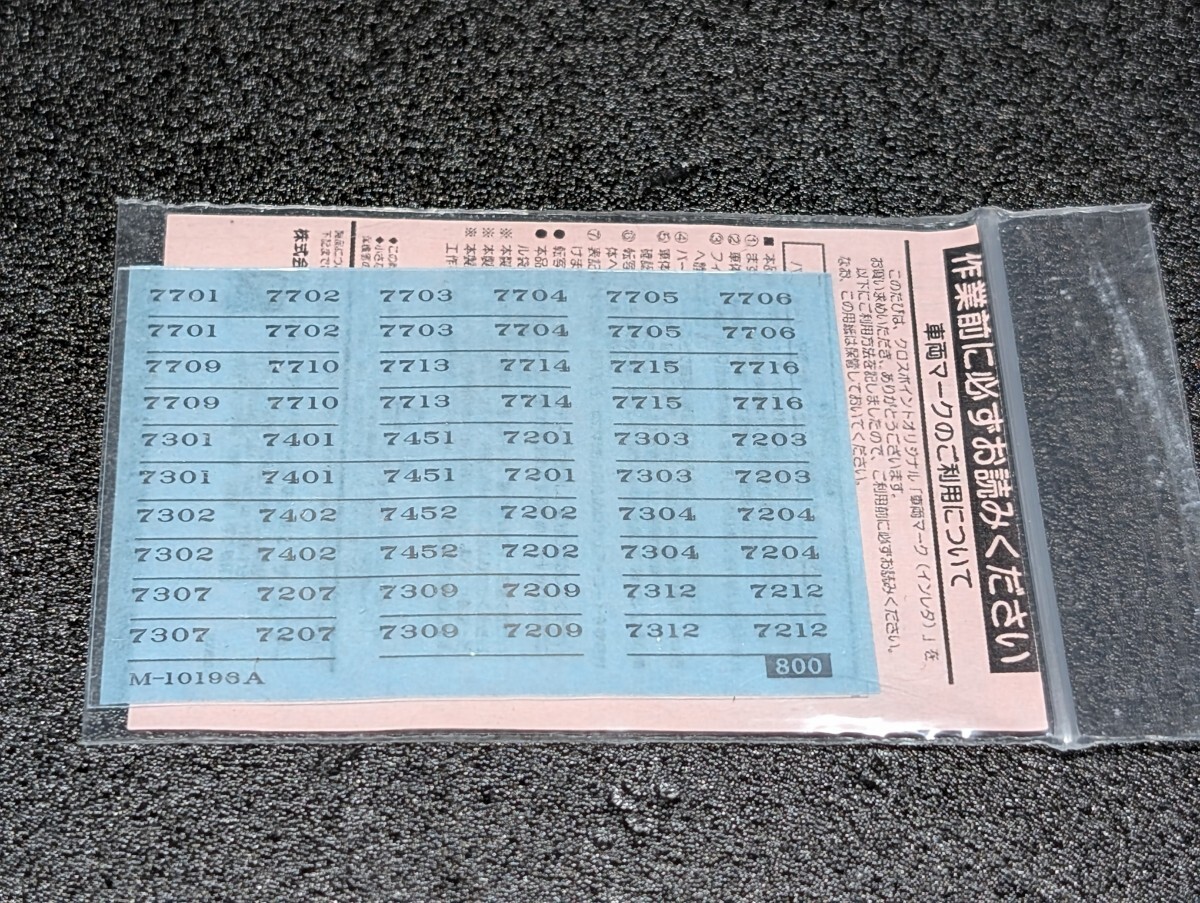 7701 7702 7703 7704 7705 7706
7701 7702 7703 7704 7705 7706
7709 7710 7713 7714 7715 7716
7709 7710 7713 7714 7715 7716
7301 7401 7451 7201 7303 7203
7301 7401 7451 7201 7303 7203
7302 7402 7452 7202 7304 7204
7302 7402 7452 7202 7304 7204
7307 7207 7309 7209 7312 7212
7307 7207 7309 7209 7312 7212
M-10196A 800
作業前に必ずお読みください
車両マークのご利用について
このたびは、クロスポイントオリジナル「車両マーク(インレタ)」を
お買い求めいただき、ありがとうございます。
以下にご利用方法を記しましたので、ご利用前に必ずお読みください。
なお、この用紙は保管しておいてください。
株式会